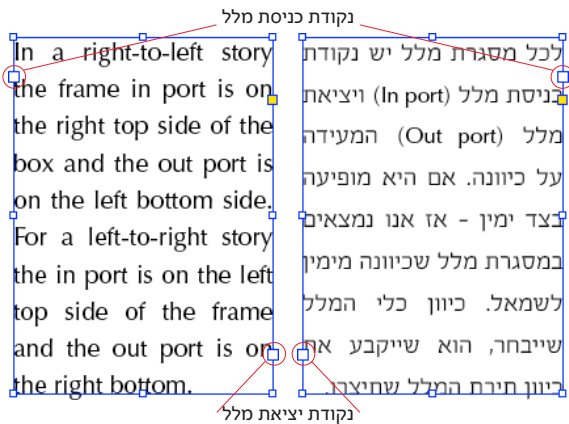 נקודת כניסת מלל
In a right-to-left story
the frame in port is on
the right top side of the
box and the out port is
on the left bottom side.
For a left-to-right story
the in port is on the left
top side of the frame
and the out port is on
the right bottom.
לכל מסגרת מלל יש נקודת
כניסת מלל (In port) ויציאת
מלל (Out port) המעידה
על כיוונה. אם היא מופיעה
בצד ימין - אז אנו נמצאים
במסגרת מלל שכיוונה מימין
לשמאל. כיוון כלי המלל
שייבחר, הוא שייקבע את
כיוון תיבת המלל שתיצרו.
נקודת יציאת מלל